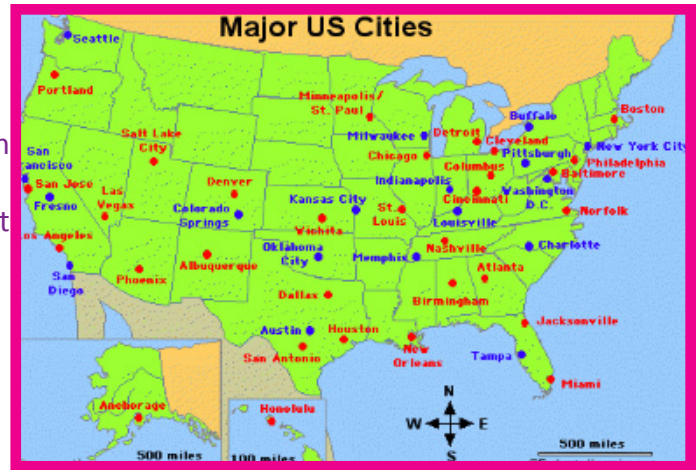 Major US Cities
Seattle
Portland
Minneapolis/
St. Paul
Boston
Buffalo
Milwaukee
Detroit
Cleveland
New York City
Salt Lake
City
Chicago
Columbus
Pittsburgh
Philadelphia
San
rancisco
San José
Fresno
Las
Vegas
Denver
Colorado
Springs
Kansas City
Indianapolis
Cincinnati
Baltimore
Washington
D.C.
St.
Louis
Louisville
Norfolk
Wichita
os Angeles
San
Diego
Phoenix
Albuquerque
Oklahoma
City
Memphis
Nashville
Charlotte
Atlanta
Birmingham
Dallas
Austin
Houston
San Antonio
New
Orleans
Jacksonville
Tampa
Miami
Anchorage
Honolulu
N
W E
S
500 miles
100 miles
500 miles
t